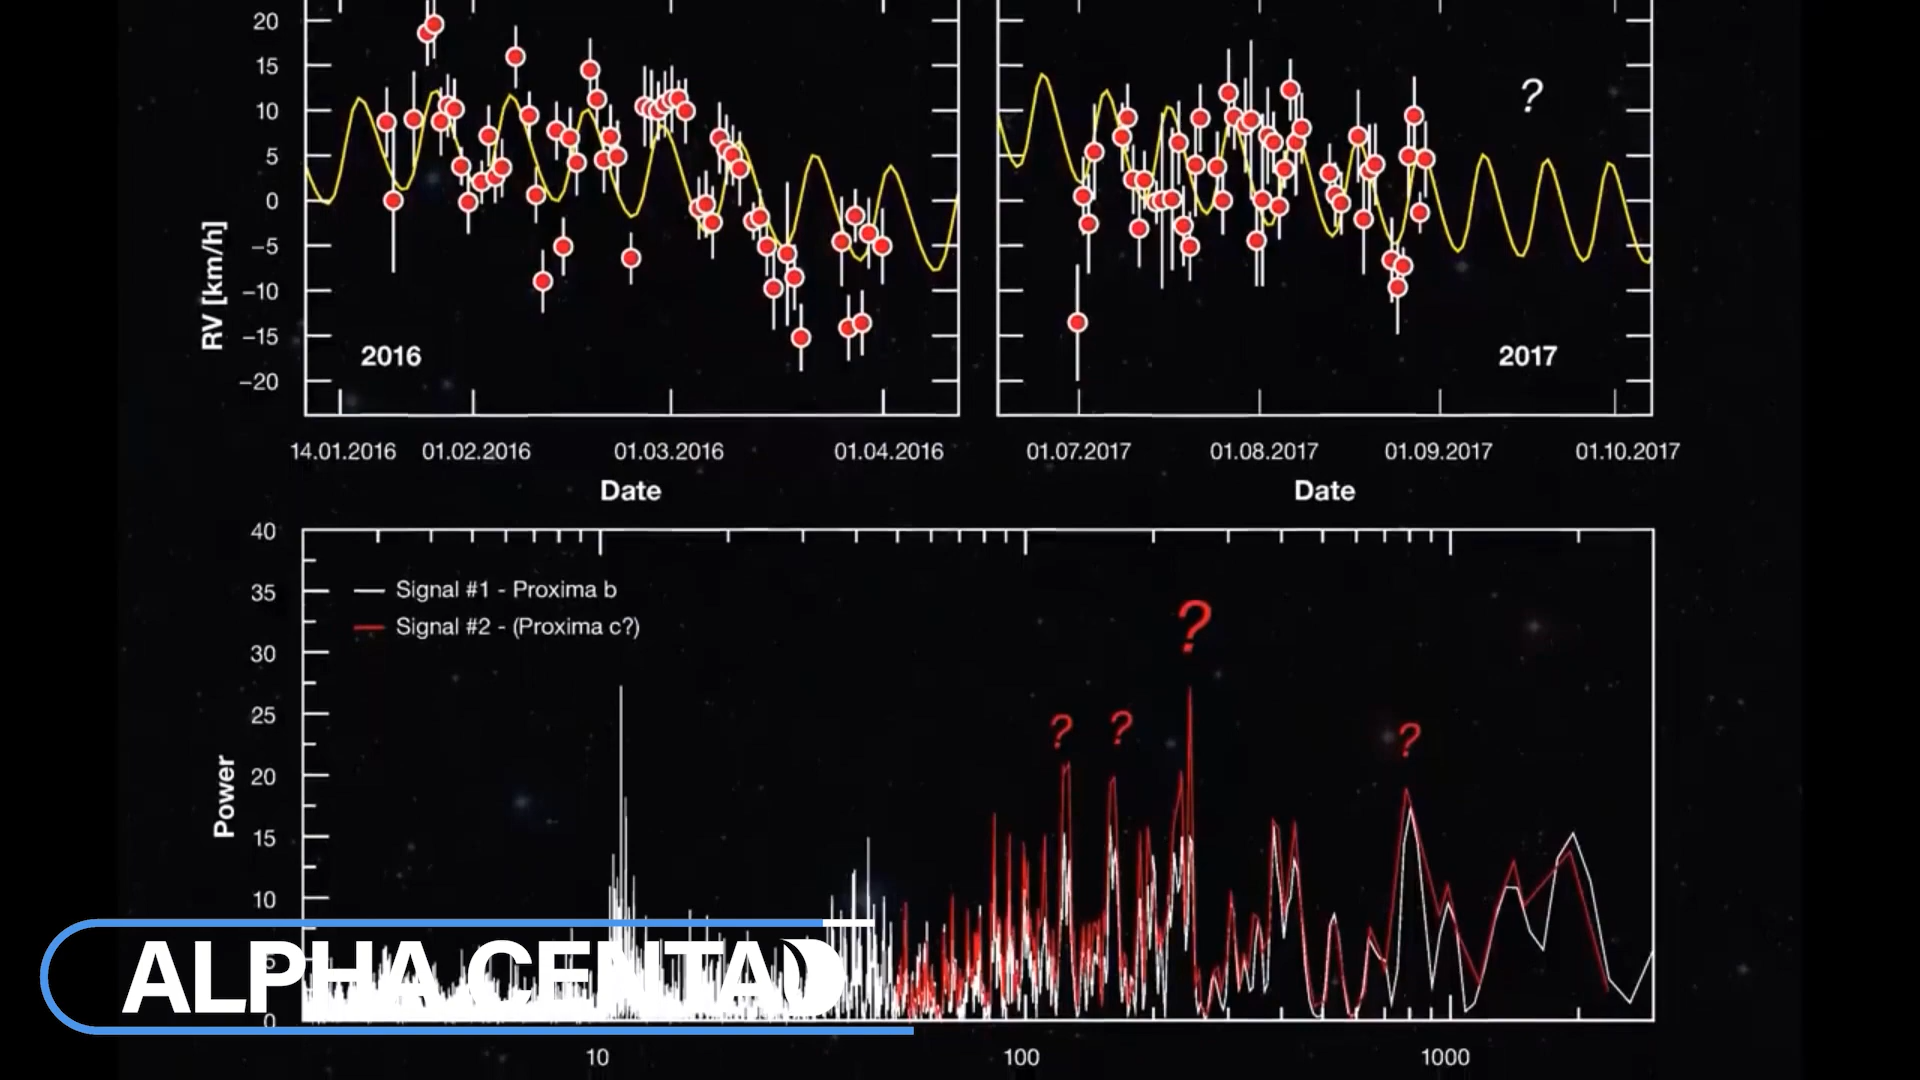 20
15
10
5
0
−5
−10
−15
−20
RV [km/h]
2016
14.01.2016 01.02.2016 01.03.2016 01.04.2016
Date
?
2017
01.07.2017 01.08.2017 01.09.2017 01.10.2017
Date
40
35
30
25
20
15
10
5
0
Power
Signal #1 - Proxima b
Signal #2 - (Proxima c?)
? ? ? ?
10 100 1000
ALPHA CENTA